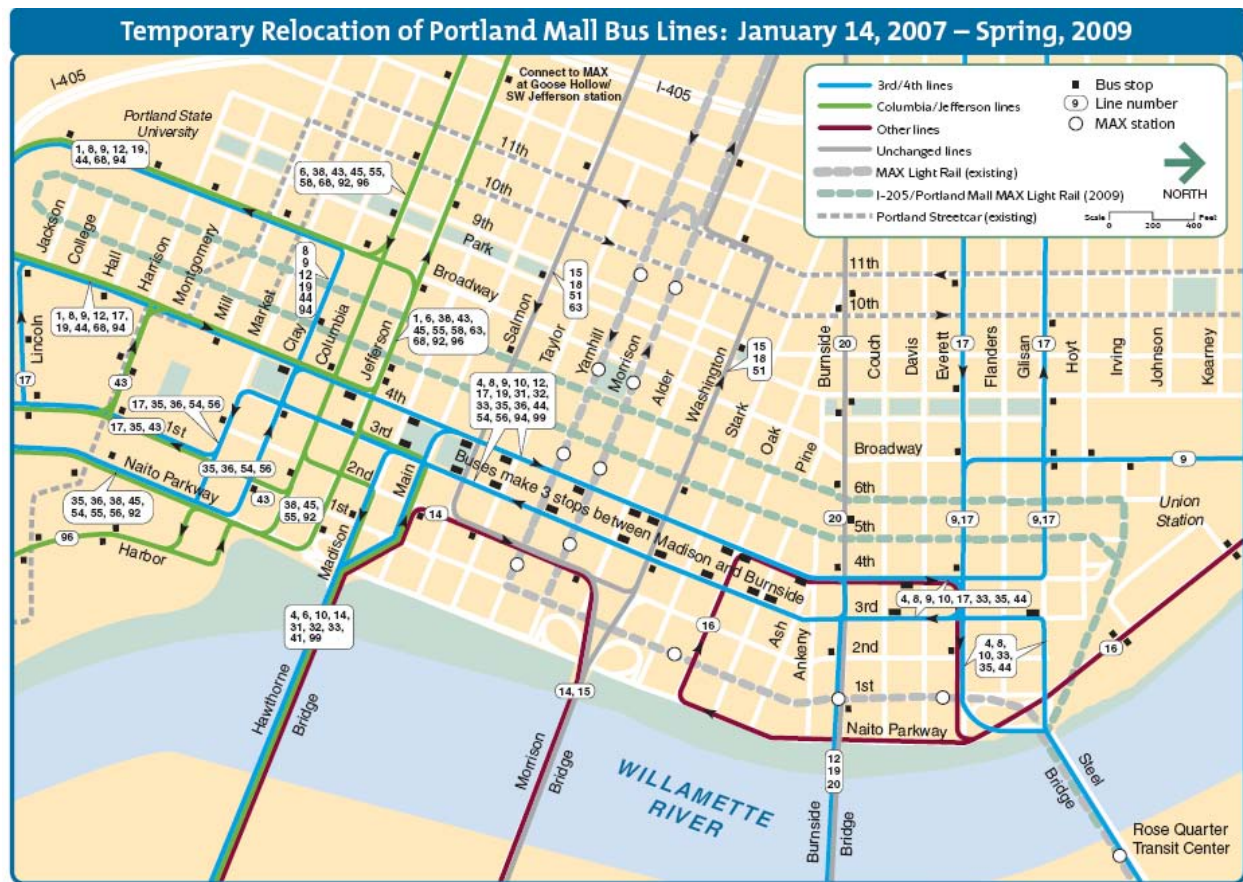 Temporary Relocation of Portland Mall Bus Lines: January 14, 2007 – Spring, 2009
I-405
Connect to MAX
at Goose Hollow/
SW Jefferson station
I-405
3rd/4th lines
Columbia/Jefferson lines
Other lines
Unchanged lines
MAX Light Rail (existing)
I-205/Portland Mall MAX Light Rail (2009)
Portland Streetcar (existing)
Bus stop
9
Line number
MAX station
NORTH
Scale
0 200 400
Feet
Portland State
University
1, 8, 9, 12, 19,
44, 68, 94
6, 38, 43, 45, 55,
58, 68, 92, 96
11th
10th
9th
Park
Broadway
Jackson
College
Hall
Harrison
Montgomery
Mill
Market
Clay
Columbia
Jefferson
8
9
12
19
44
94
Salmon
Taylor
Yamhill
Morrison
Alder
Washington
Stark
Oak
Pine
15
18
51
63
15
18
51
11th
10th
Burnside
20
Couch
Davis
Everett
17
Flanders
Glisan
17
Hoyt
Irving
Johnson
Kearney
1, 8, 9, 12, 17,
19, 44, 68, 94
Lincoln
17
43
1, 6, 38, 43,
45, 55, 58, 63,
68, 92, 96
4, 8, 9, 10, 12,
17, 19, 31, 32,
33, 35, 36, 44,
54, 56, 94, 99
4th
3rd
2nd
1st
17, 35, 36, 54, 56
17, 35, 43
1st
35, 36, 54, 56
Naito Parkway
43
35, 36, 38, 45,
54, 55, 56, 92
38, 45,
55, 92
96
Harbor
Madison
Main
14
Buses make 3 stops between Madison and Burnside
Broadway
9
6th
20
5th
9,17
9,17
Union
Station
4th
4, 8, 9, 10, 17, 33, 35, 44
3rd
Ash
Ankeny
16
2nd
4, 8,
10, 33,
35, 44
16
1st
Naito Parkway
4, 6, 10, 14,
31, 32, 33,
41, 99
Hawthorne
Bridge
14, 15
Morrison
Bridge
WILLAMETTE
RIVER
12
19
20
Burnside
Bridge
Steel
Bridge
Rose Quarter
Transit Center